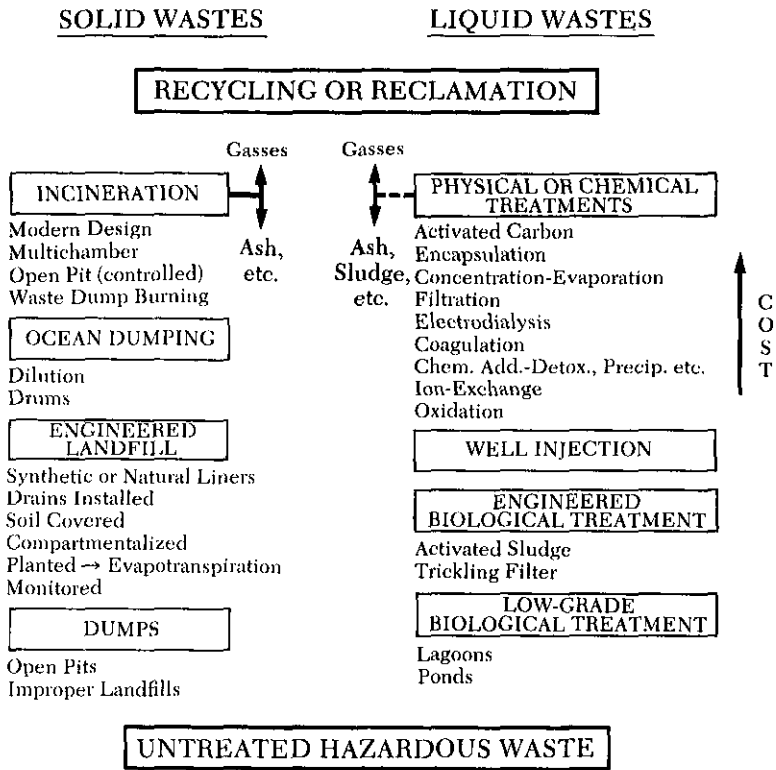 SOLID WASTES
LIQUID WASTES
RECYCLING OR RECLAMATION
Gasses
INCINERATION
Modern Design
Multichamber
Open Pit (controlled)
Waste Dump Burning
Ash,
etc.
OCEAN DUMPING
Dilution
Drums
ENGINEERED
LANDFILL
Synthetic or Natural Liners
Drains Installed
Soil Covered
Compartmentalized
Planted → Evapotranspiration
Monitored
DUMPS
Open Pits
Improper Landfills
Gasses
Ash,
Sludge,
etc.
PHYSICAL OR CHEMICAL
TREATMENTS
Activated Carbon
Encapsulation
Concentration-Evaporation
Filtration
Electrodialysis
Coagulation
Chem. Add.-Detox., Precip. etc.
Ion-Exchange
Oxidation
COST
WELL INJECTION
ENGINEERED
BIOLOGICAL TREATMENT
Activated Sludge
Trickling Filter
LOW-GRADE
BIOLOGICAL TREATMENT
Lagoons
Ponds
UNTREATED HAZARDOUS WASTE